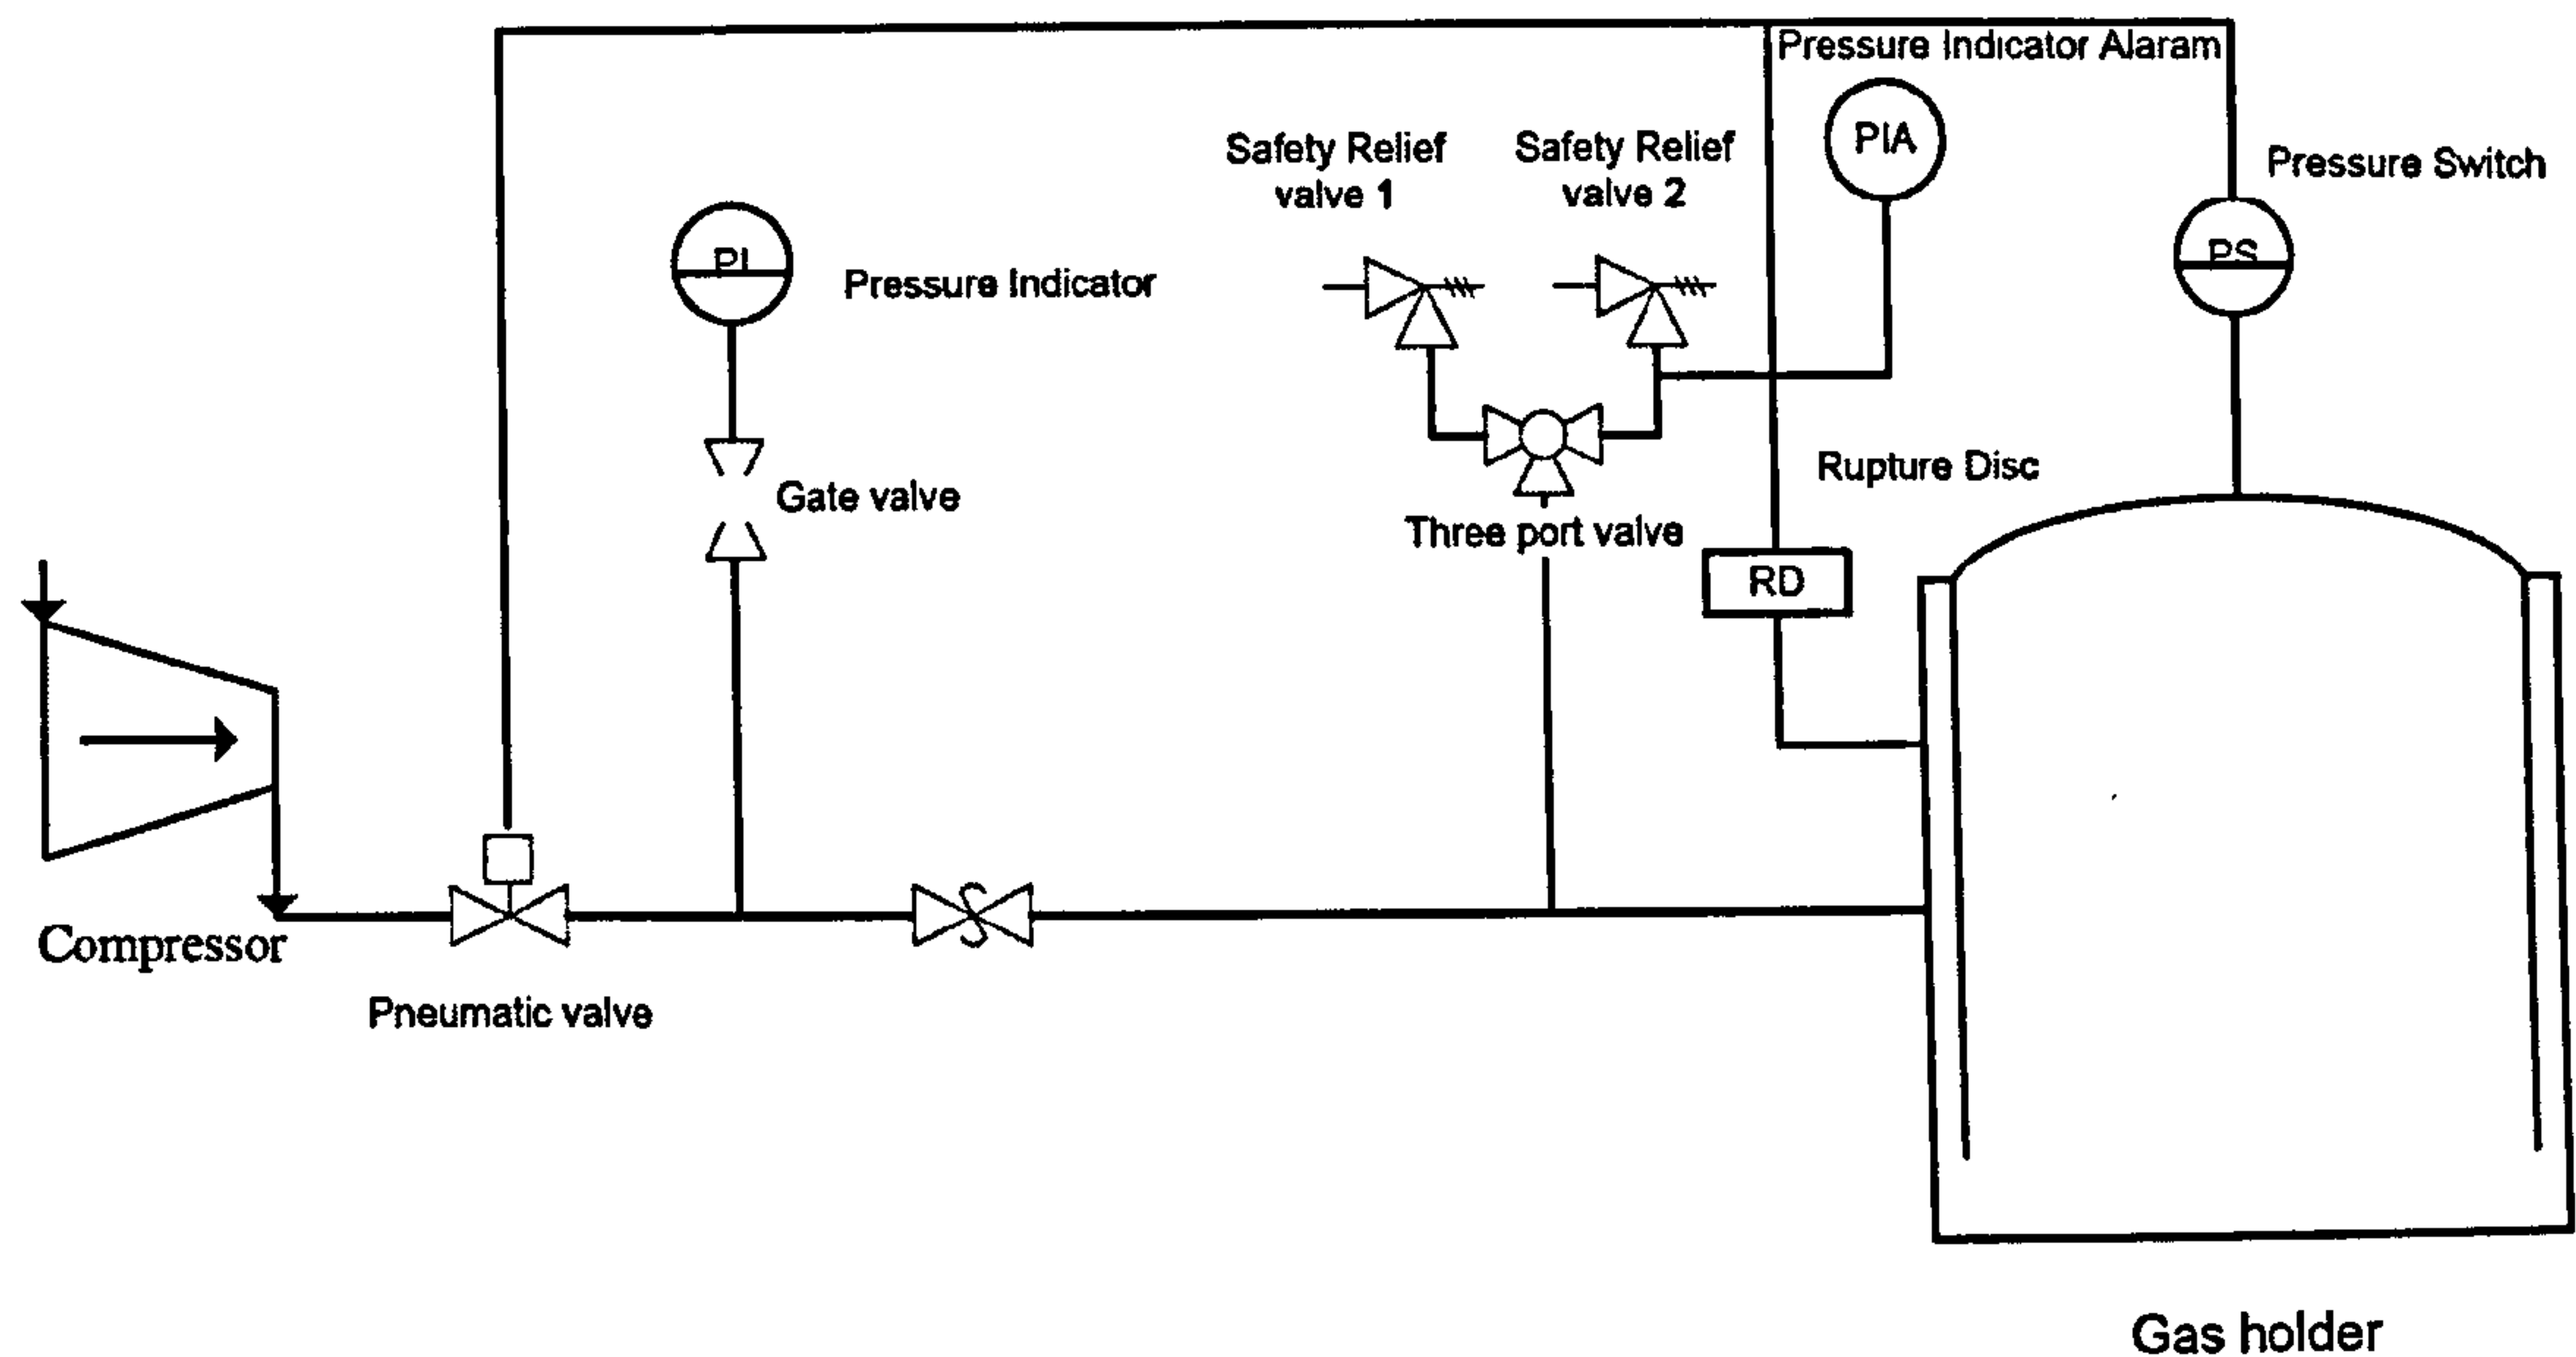 Pressure Indicator Alaram
PIA
Safety Relief
valve 1
Safety Relief
valve 2
Pressure Switch
PS
PI
Pressure Indicator
Rupture Disc
Gate valve
Three port valve
RD
Compressor
Pneumatic valve
Gas holder